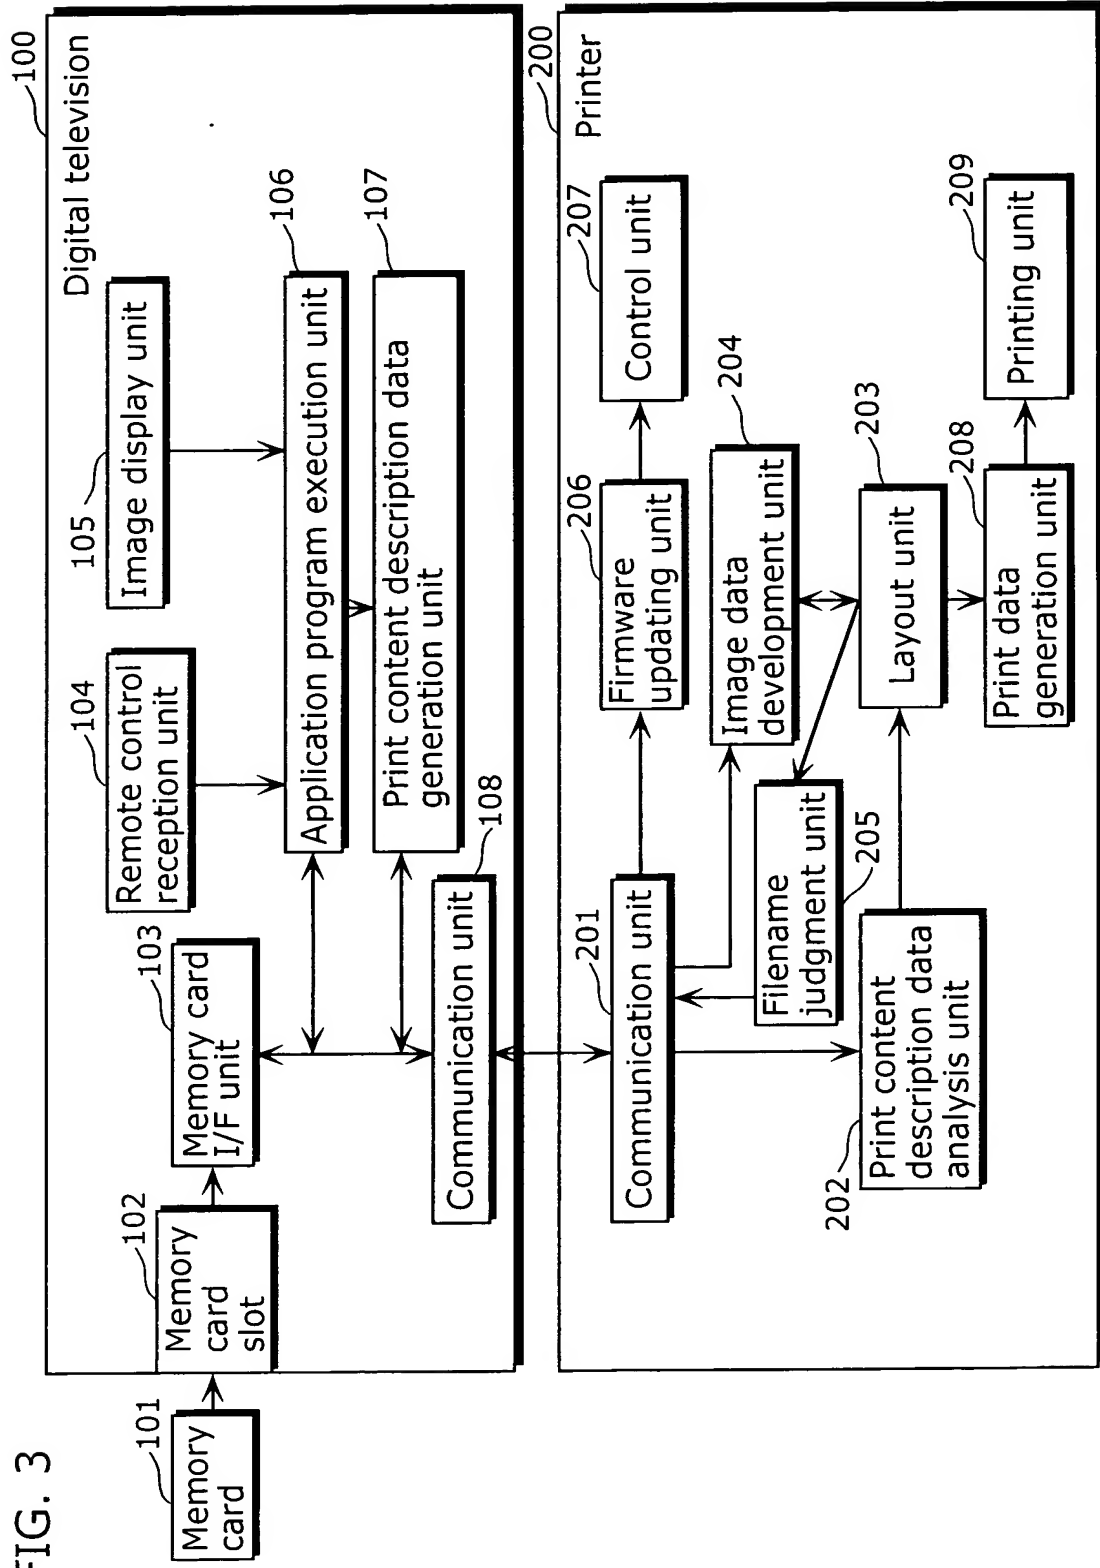 FIG. 3
100
Digital television
101
Memory
card
102
Memory
card
slot
103
Memory card
I/F unit
104
Remote control
reception unit
105
Image display unit
106
Application program execution unit
107
Print content description data
generation unit
108
Communication unit
200
Printer
201
Communication unit
202
Print content
description data
analysis unit
203
Layout unit
204
Image data
development unit
205
Filename
judgment unit
206
Firmware
updating unit
207
Control unit
208
Print data
generation unit
209
Printing unit